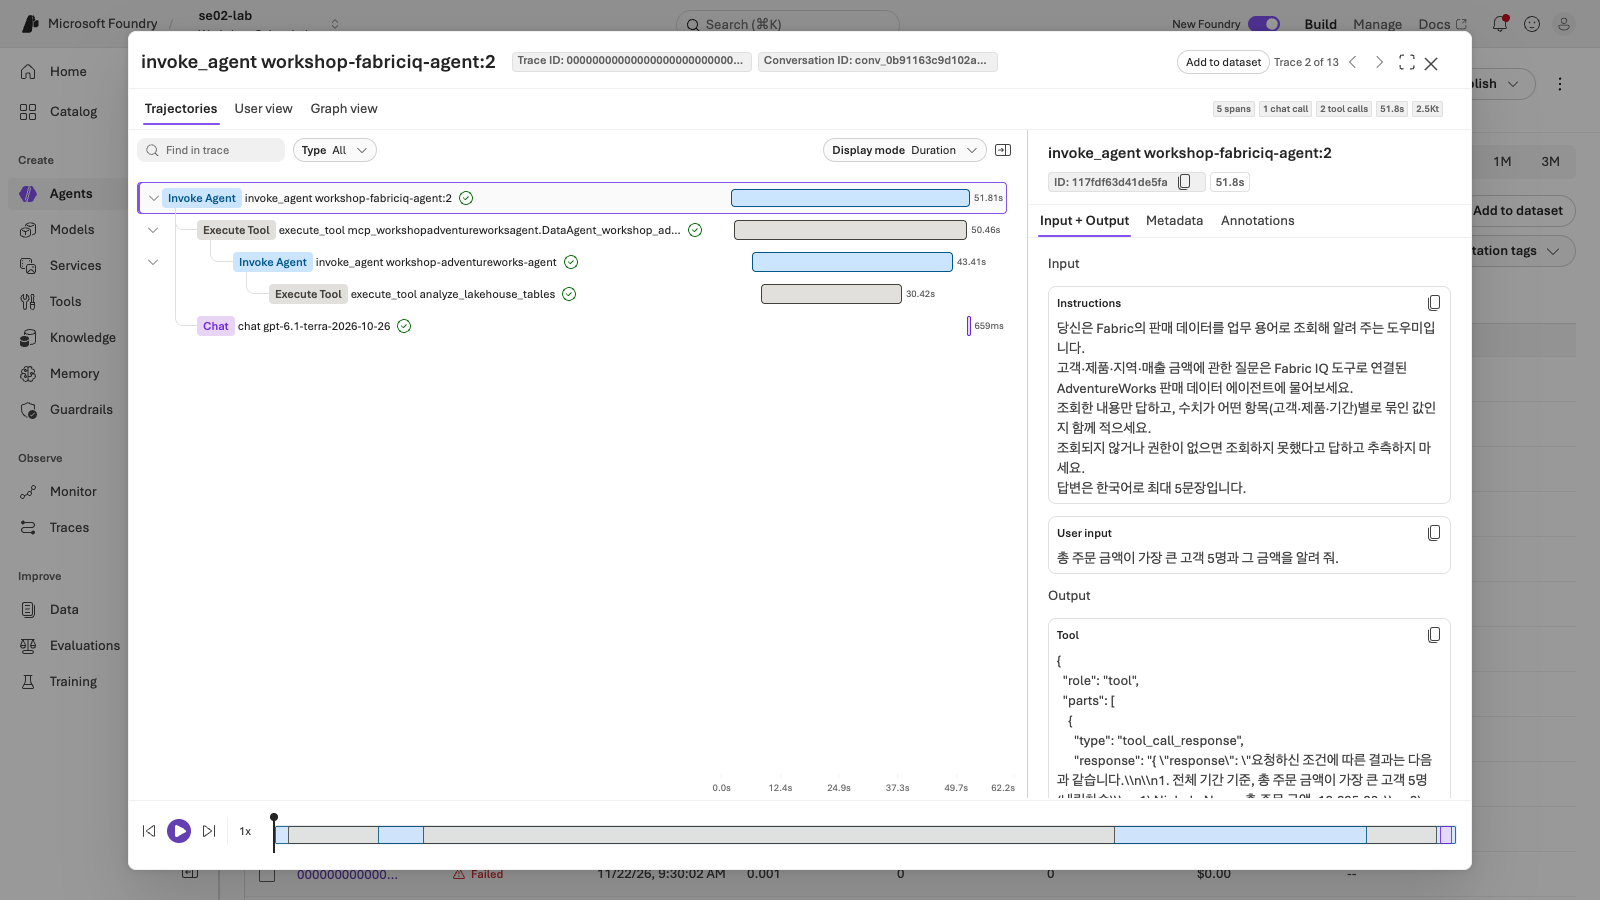 Microsoft Foundry
/
se02-lab
Search (⌘K)
New Foundry
Build
Manage
Docs
Home
Catalog
Create
Agents
Models
Services
Tools
Knowledge
Memory
Guardrails
Observe
Monitor
Traces
Improve
Data
Evaluations
Training
invoke_agent workshop-fabriciq-agent:2
Trace ID: 00000000000000000000000000...
Conversation ID: conv_0b91163c9d102a...
Add to dataset
Trace 2 of 13
Trajectories
User view
Graph view
5 spans
1 chat call
2 tool calls
51.8s
2.5Kt
Find in trace
Type All
Display mode Duration
Invoke Agent invoke_agent workshop-fabriciq-agent:2
51.81s
Execute Tool execute_tool mcp_workshopadventureworksagent.DataAgent_workshop_ad...
50.46s
Invoke Agent invoke_agent workshop-adventureworks-agent
43.41s
Execute Tool execute_tool analyze_lakehouse_tables
30.42s
Chat chat gpt-6.1-terra-2026-10-26
659ms
0.0s
12.4s
24.9s
37.3s
49.7s
62.2s
1x
invoke_agent workshop-fabriciq-agent:2
ID: 117fdf63d41de5fa
51.8s
Input + Output
Metadata
Annotations
Input
Instructions
당신은 Fabric의 판매 데이터를 업무 용어로 조회해 알려 주는 도우미입
니다.
고객·제품·지역·매출 금액에 관한 질문은 Fabric IQ 도구로 연결된
AdventureWorks 판매 데이터 에이전트에 물어보세요.
조회한 내용만 답하고, 수치가 어떤 항목(고객·제품·기간)별로 묶인 값인
지 함께 적으세요.
조회되지 않거나 권한이 없으면 조회하지 못했다고 답하고 추측하지 마
세요.
답변은 한국어로 최대 5문장입니다.
User input
총 주문 금액이 가장 큰 고객 5명과 그 금액을 알려 줘.
Output
Tool
{
"role": "tool",
"parts": [
{
"type": "tool_call_response",
"response": "{ \"response\": \"요청하신 조건에 따른 결과는 다음
과 같습니다.\\n\\n1. 전체 기간 기준, 총 주문 금액이 가장 큰 고객 5명
lish
1M
3M
Add to dataset
tation tags
000000000000...
Failed
11/22/26, 9:30:02 AM
0.001
0
0
$0.00
--